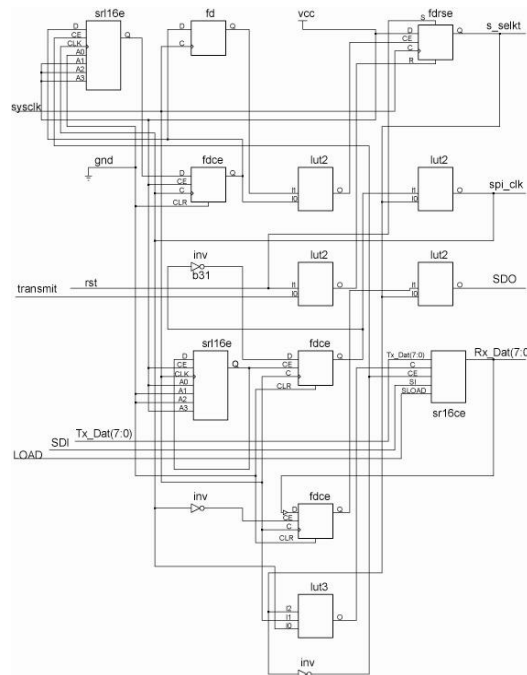 srl16e
D
CE
CLK
A0
A1
A2
A3
Q
fd
D
C
Q
vcc
fdrse
S
D
CE
C
R
Q
s_selkt
sysclk
gnd
fdce
D
CE
C
CLR
Q
lut2
I1
I0
O
lut2
I1
I0
O
spi_clk
inv
b31
rst
transmit
lut2
I1
I0
O
lut2
I1
I0
O
SDO
srl16e
D
CE
CLK
A0
A1
A2
A3
Q
fdce
D
CE
C
CLR
Q
Tx_Dat(7:0)
C
CE
SI
SLOAD
sr16ce
Rx_Dat(7:0
Tx_Dat(7:0)
SDI
LOAD
inv
fdce
D
CE
C
CLR
Q
lut3
I2
I1
I0
O
inv